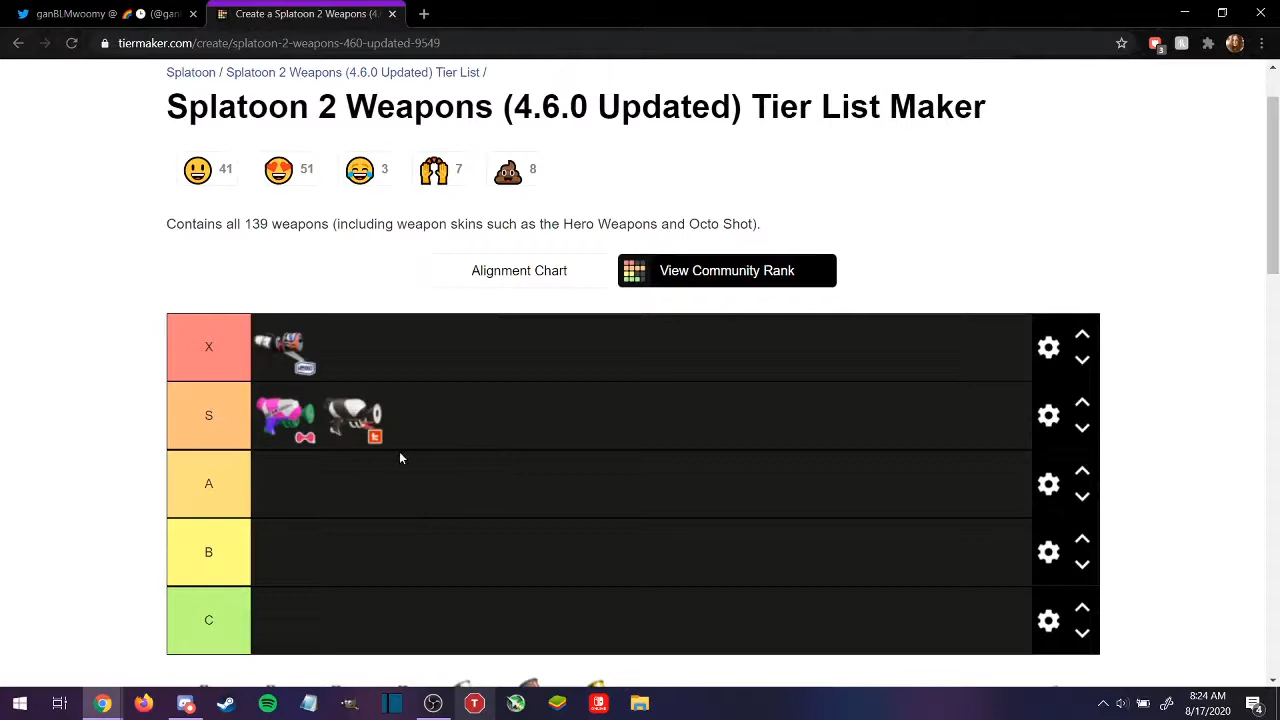 ganBLMwoomy @ 🌈🕒 (@gan
Create a Splatoon 2 Weapons (4.
tiermaker.com/create/splatoon-2-weapons-460-updated-9549
3
Splatoon / Splatoon 2 Weapons (4.6.0 Updated) Tier List /
Splatoon 2 Weapons (4.6.0 Updated) Tier List Maker
41 51 3 7 8
Contains all 139 weapons (including weapon skins such as the Hero Weapons and Octo Shot).
Alignment Chart
View Community Rank
X
S
A
B
C
8:24 AM
8/17/2020